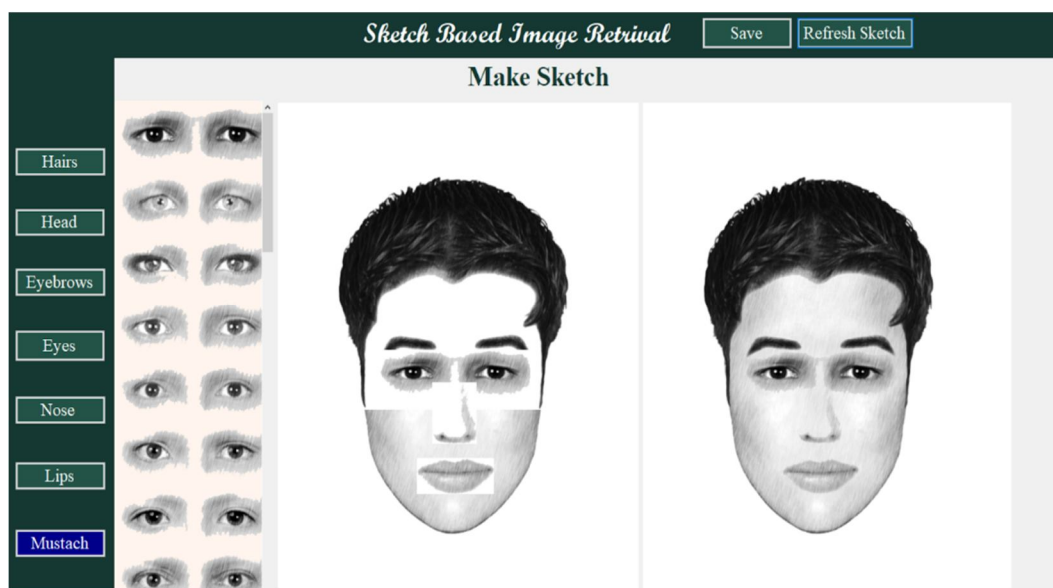 Sketch Based Image Retrival
Save
Refresh Sketch
Make Sketch
Hairs
Head
Eyebrows
Eyes
Nose
Lips
Mustach